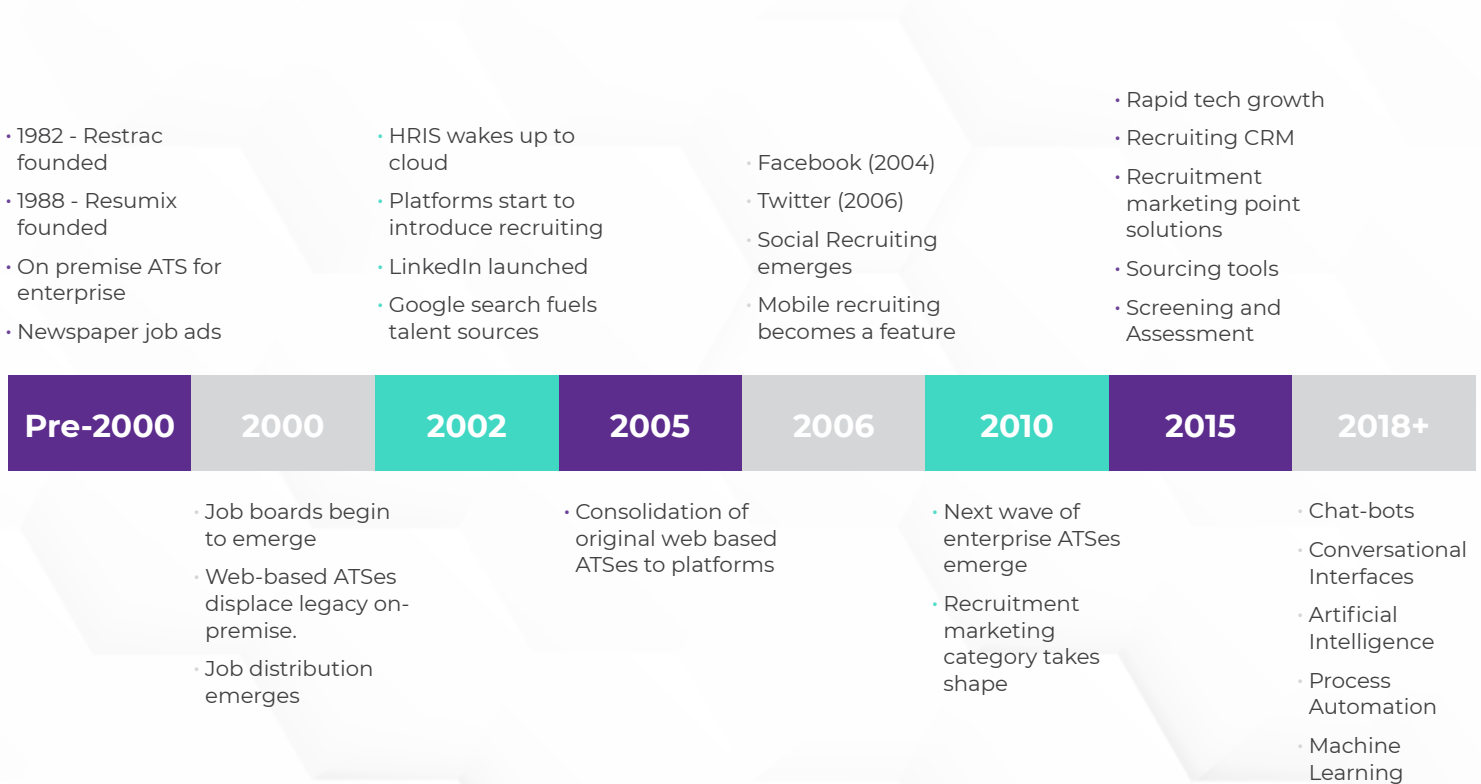 • 1982 - Restrac
founded
• 1988 - Resumix
founded
• On premise ATS for
enterprise
• Newspaper job ads
• HRIS wakes up to
cloud
• Platforms start to
introduce recruiting
• LinkedIn launched
• Google search fuels
talent sources
• Facebook (2004)
• Twitter (2006)
• Social Recruiting
emerges
• Mobile recruiting
becomes a feature
• Rapid tech growth
• Recruiting CRM
• Recruitment
marketing point
solutions
• Sourcing tools
• Screening and
Assessment
Pre-2000
2000
2002
2005
2006
2010
2015
2018+
• Job boards begin
to emerge
• Web-based ATSes
displace legacy on-
premise.
• Job distribution
emerges
• Consolidation of
original web based
ATSes to platforms
• Next wave of
enterprise ATSes
emerge
• Recruitment
marketing
category takes
shape
• Chat-bots
• Conversational
Interfaces
• Artificial
Intelligence
• Process
Automation
• Machine
Learning